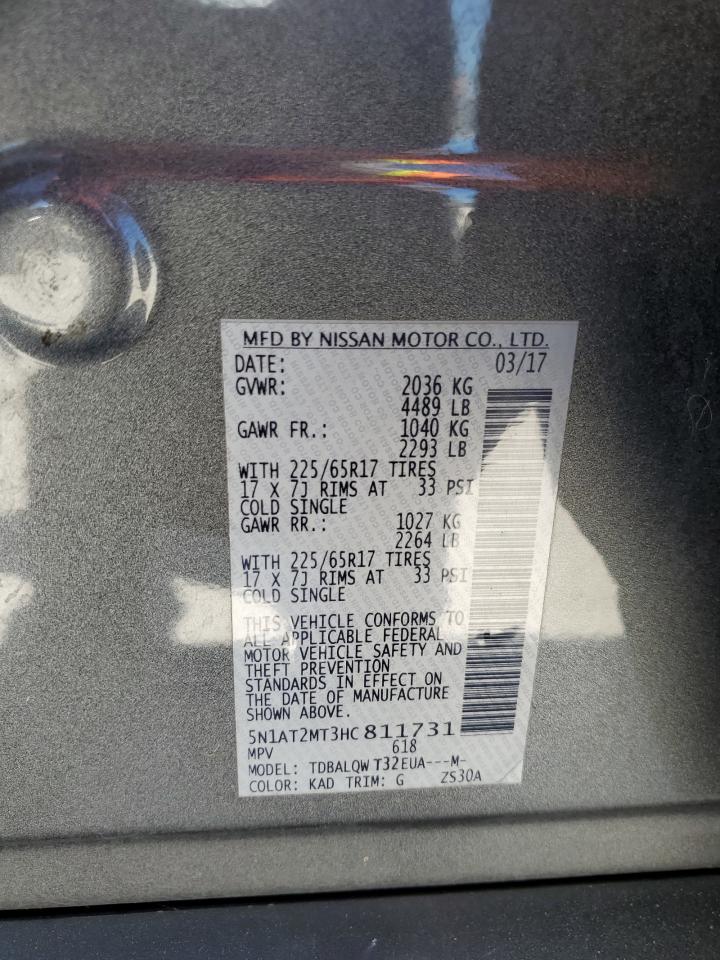 MFD BY NISSAN MOTOR CO., LTD.
DATE: 03/17
GVWR: 2036 KG
4489 LB
GAWR FR.: 1040 KG
2293 LB
WITH 225/65R17 TIRES
17 X 7J RIMS AT 33 PSI
COLD SINGLE
GAWR RR.: 1027 KG
2264 LB
WITH 225/65R17 TIRES
17 X 7J RIMS AT 33 PSI
COLD SINGLE
THIS VEHICLE CONFORMS TO
ALL APPLICABLE FEDERAL
MOTOR VEHICLE SAFETY AND
THEFT PREVENTION
STANDARDS IN EFFECT ON
THE DATE OF MANUFACTURE
SHOWN ABOVE.
5N1AT2MT3HC811731
MPV 618
MODEL: TDBALQWT32EUA---M-
COLOR: KAD TRIM: G ZS30A